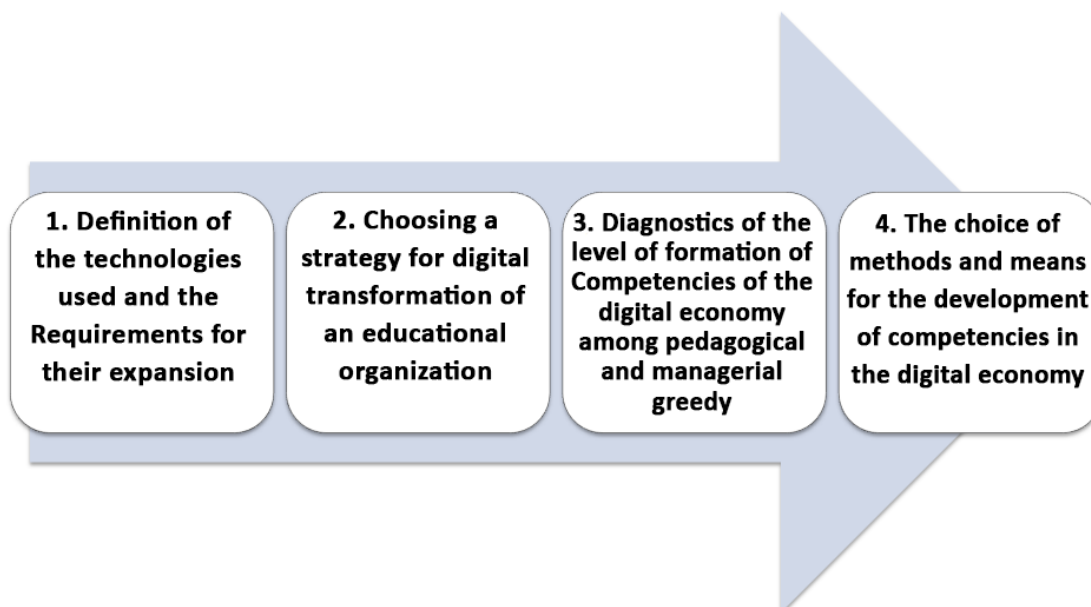 1. Definition of
the technologies
used and the
Requirements for
their expansion
2. Choosing a
strategy for digital
transformation of
an educational
organization
3. Diagnostics of the
level of formation of
Competencies of the
digital economy
among pedagogical
and managerial
greedy
4. The choice of
methods and means
for the development
of competencies in
the digital economy